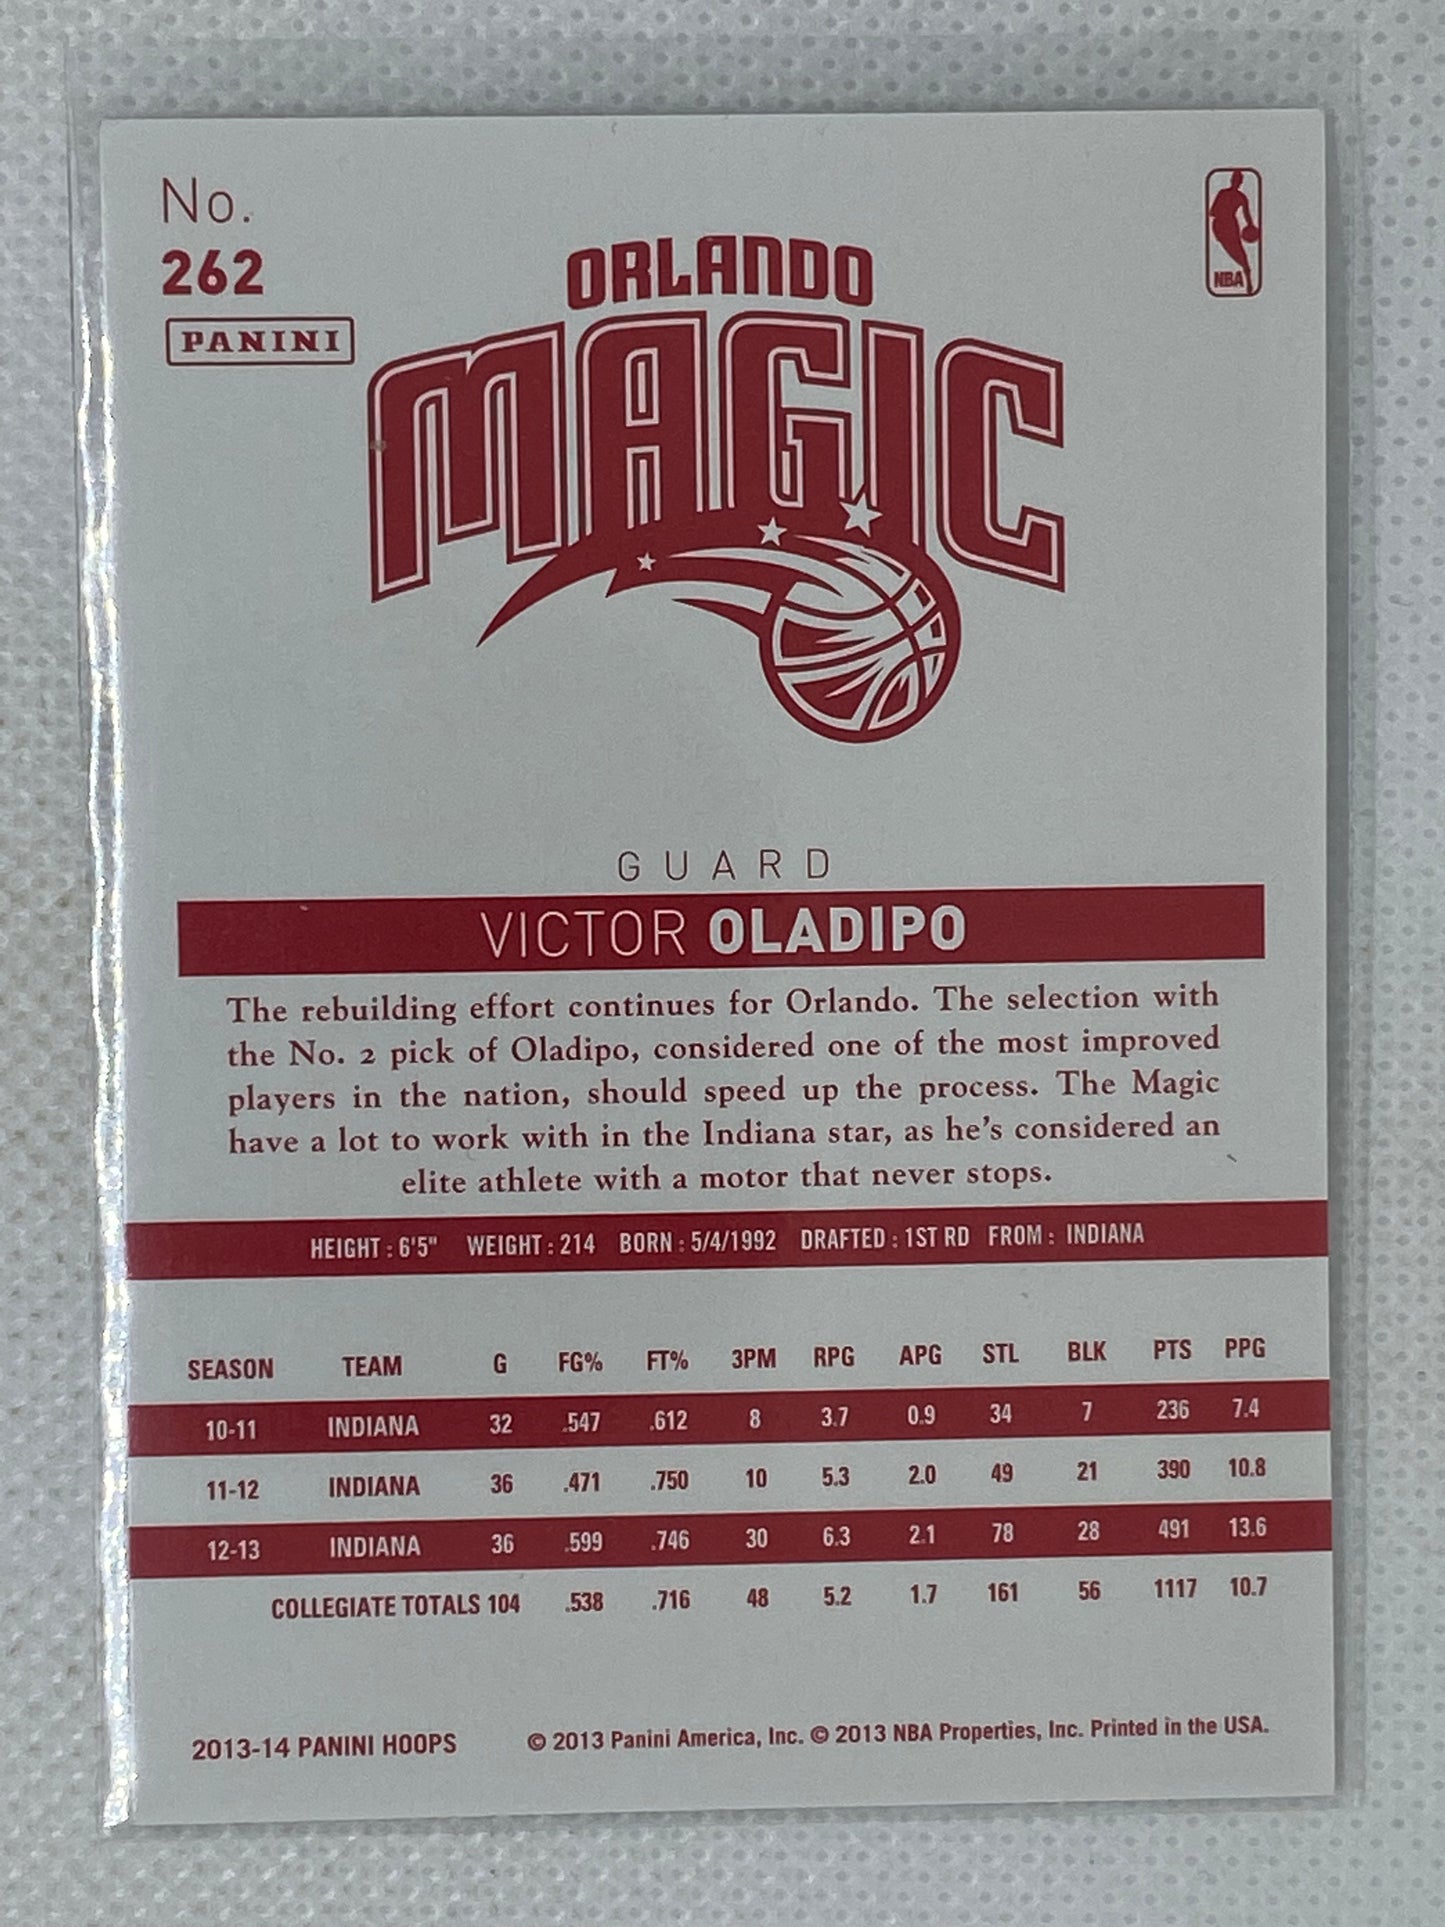 No.
262
PANINI
NBA
ORLANDO
MAGIC
GUARD
VICTOR OLADIPO
The rebuilding effort continues for Orlando. The selection with
the No. 2 pick of Oladipo, considered one of the most improved
players in the nation, should speed up the process. The Magic
have a lot to work with in the Indiana star, as he's considered an
elite athlete with a motor that never stops.
HEIGHT : 6'5" WEIGHT : 214 BORN : 5/4/1992 DRAFTED : 1ST RD FROM : INDIANA
SEASON TEAM G FG% FT% 3PM RPG APG STL BLK PTS PPG
10-11 INDIANA 32 .547 .612 8 3.7 0.9 34 7 236 7.4
11-12 INDIANA 36 .471 .750 10 5.3 2.0 49 21 390 10.8
12-13 INDIANA 36 .599 .746 30 6.3 2.1 78 28 491 13.6
COLLEGIATE TOTALS 104 .538 .716 48 5.2 1.7 161 56 1117 10.7
2013-14 PANINI HOOPS © 2013 Panini America, Inc. © 2013 NBA Properties, Inc. Printed in the USA.